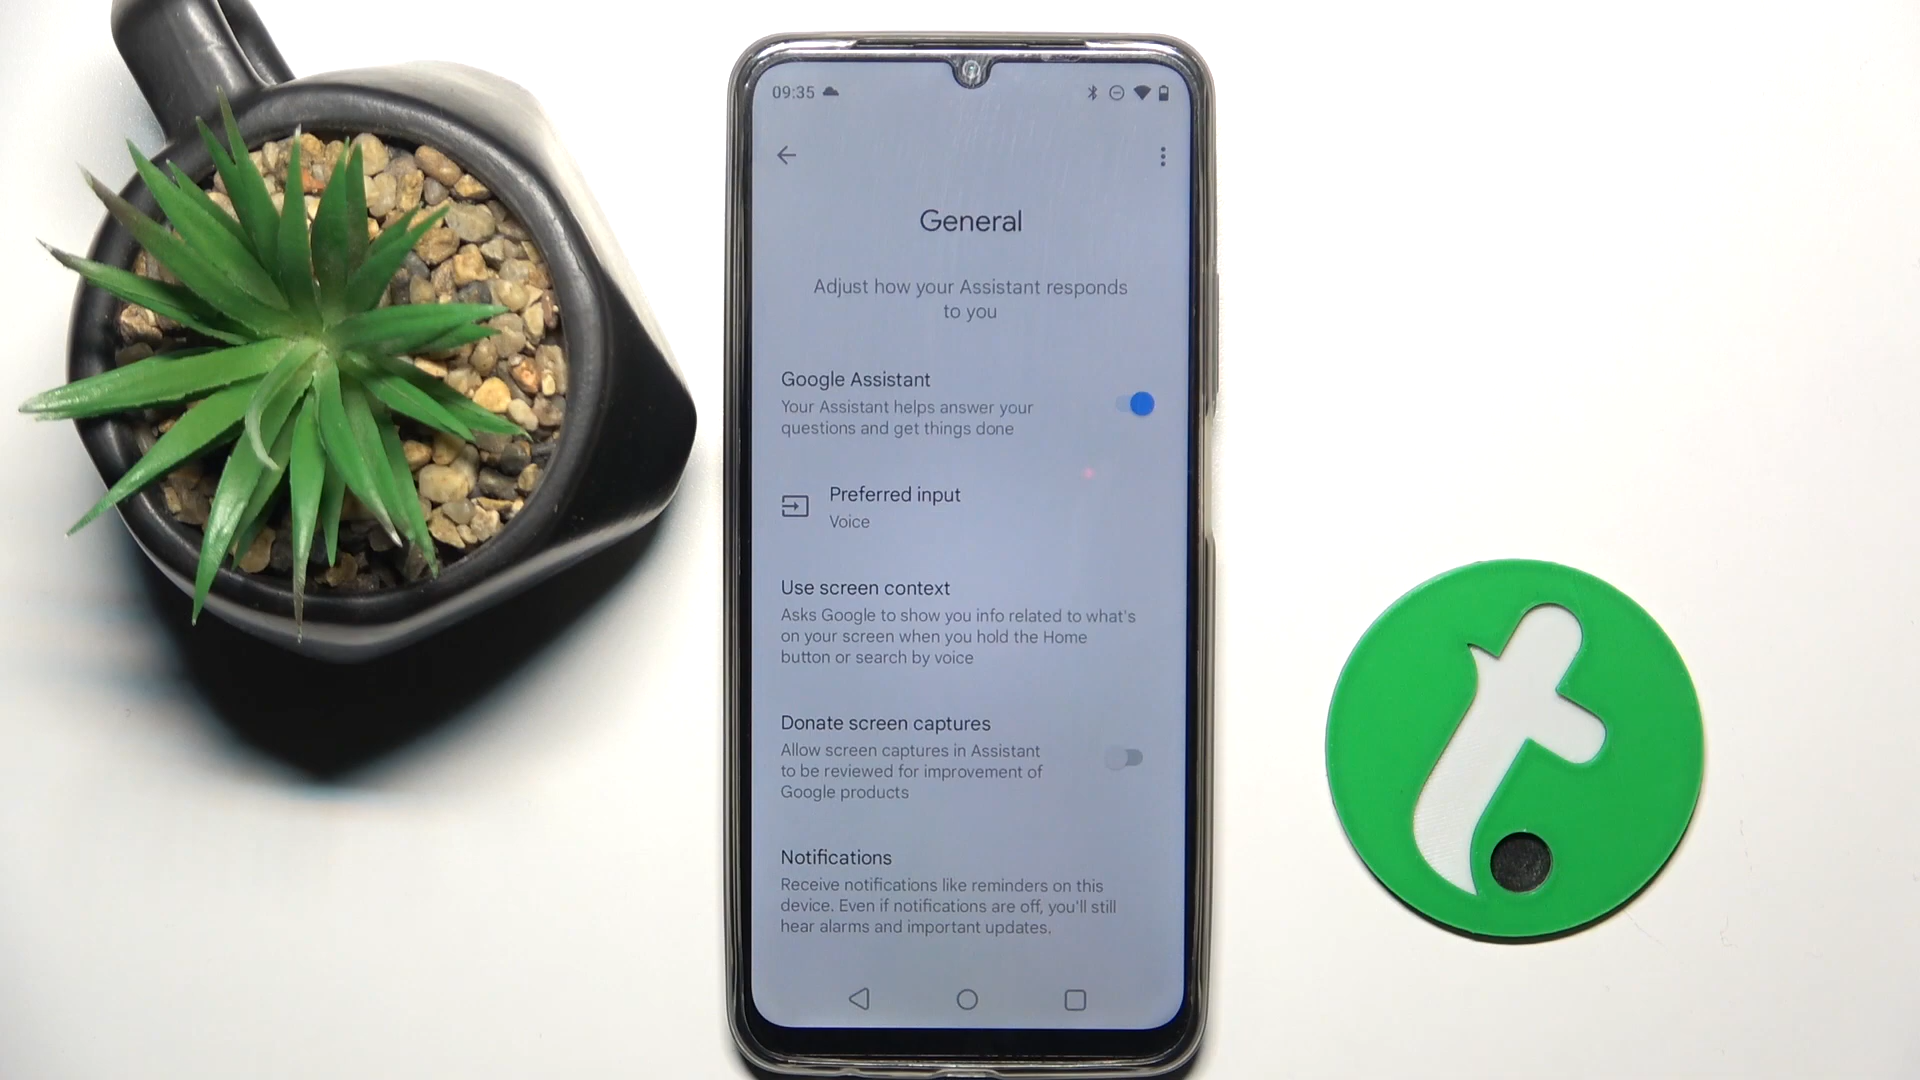 09:35
General
Adjust how your Assistant responds
to you
Google Assistant
Your Assistant helps answer your
questions and get things done
Preferred input
Voice
Use screen context
Asks Google to show you info related to what's
on your screen when you hold the Home
button or search by voice
Donate screen captures
Allow screen captures in Assistant
to be reviewed for improvement of
Google products
Notifications
Receive notifications like reminders on this
device. Even if notifications are off, you'll still
hear alarms and important updates.